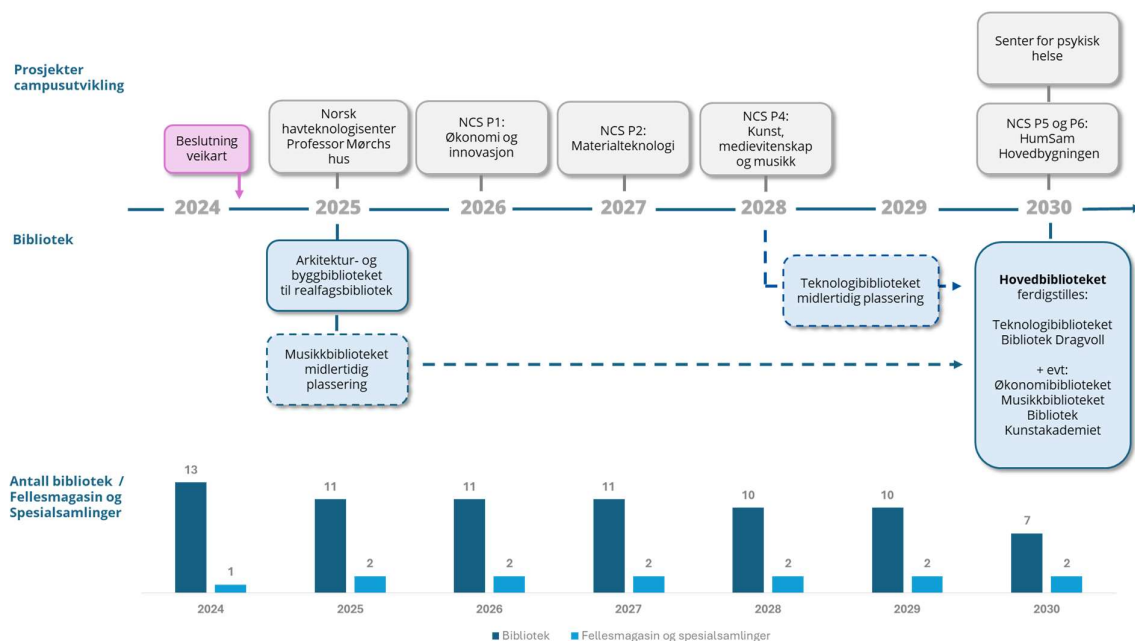 Prosjekter
campusutvikling
Beslutning
veikart
Norsk
havteknologisenter
Professor Mørchs
hus
NCS P1:
Økonomi og
innovasjon
NCS P2:
Materialteknologi
NCS P4:
Kunst,
medievitenskap
og musikk
Senter for psykisk
helse
NCS P5 og P6:
HumSam
Hovedbygningen
2024
2025
2026
2027
2028
2029
2030
Bibliotek
Arkitektur- og
byggbiblioteket
til realfagsbibliotek
Musikkbiblioteket
midlertidig
plassering
Teknologibiblioteket
midlertidig plassering
Hovedbiblioteket
ferdigstilles:
Teknologibiblioteket
Bibliotek Dragvoll
+ evt:
Økonomibiblioteket
Musikkbiblioteket
Bibliotek
Kunstakademiet
Antall bibliotek /
Fellesmagasin og
Spesialsamlinger
13
1
11
2
11
2
11
2
10
2
10
2
7
2
2024
2025
2026
2027
2028
2029
2030
Bibliotek
Fellesmagasin og spesialsamlinger